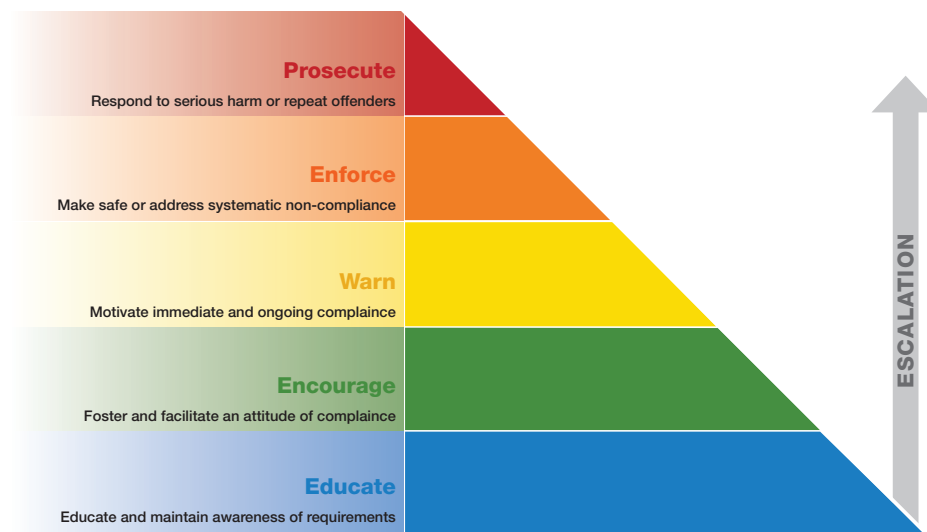 Prosecute
Respond to serious harm or repeat offenders
Enforce
Make safe or address systematic non-compliance
Warn
Motivate immediate and ongoing complaince
Encourage
Foster and facilitate an attitude of complaince
Educate
Educate and maintain awareness of requirements
ESCALATION